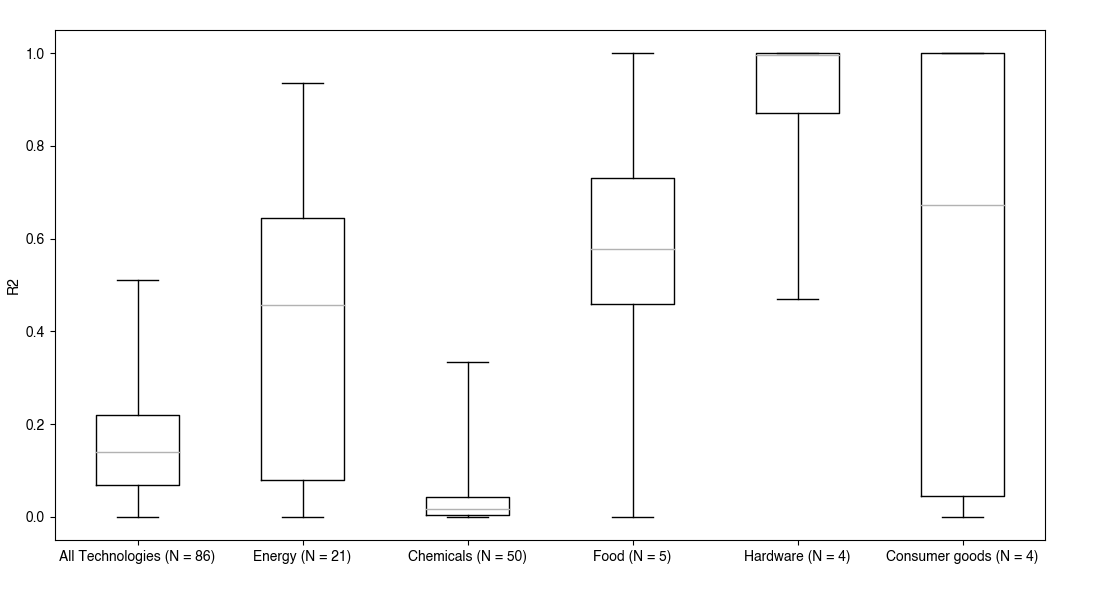 1.0
0.8
0.6
0.4
0.2
0.0
R2
All Technologies (N = 86)
Energy (N = 21)
Chemicals (N = 50)
Food (N = 5)
Hardware (N = 4)
Consumer goods (N = 4)